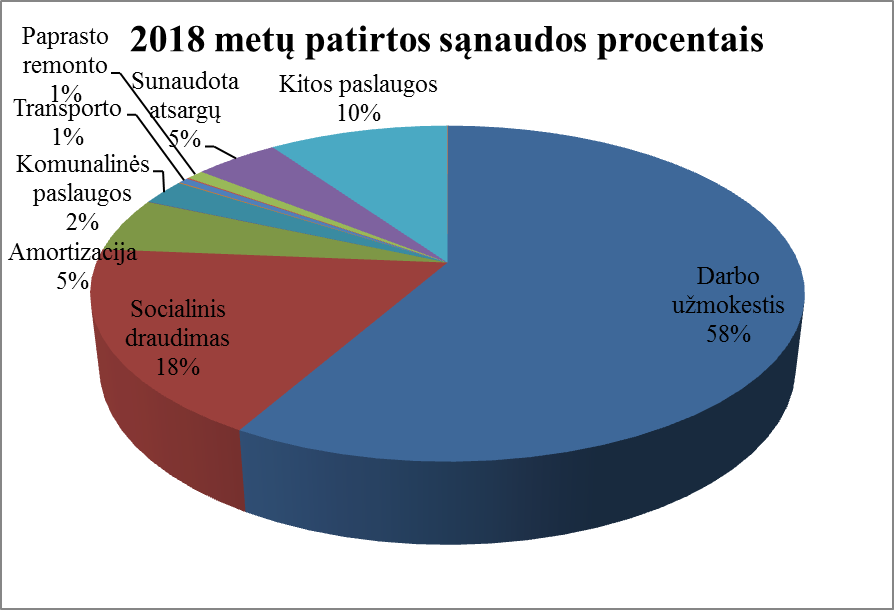 2018 metų patirtos sąnaudos procentais
Paprasto
remonto
1%
Transporto
1%
Komunalinės
paslaugos
2%
Amortizacija
5%
Sunaudota
atsargų
5%
Kitos paslaugos
10%
Socialinis
draudimas
18%
Darbo
užmokestis
58%